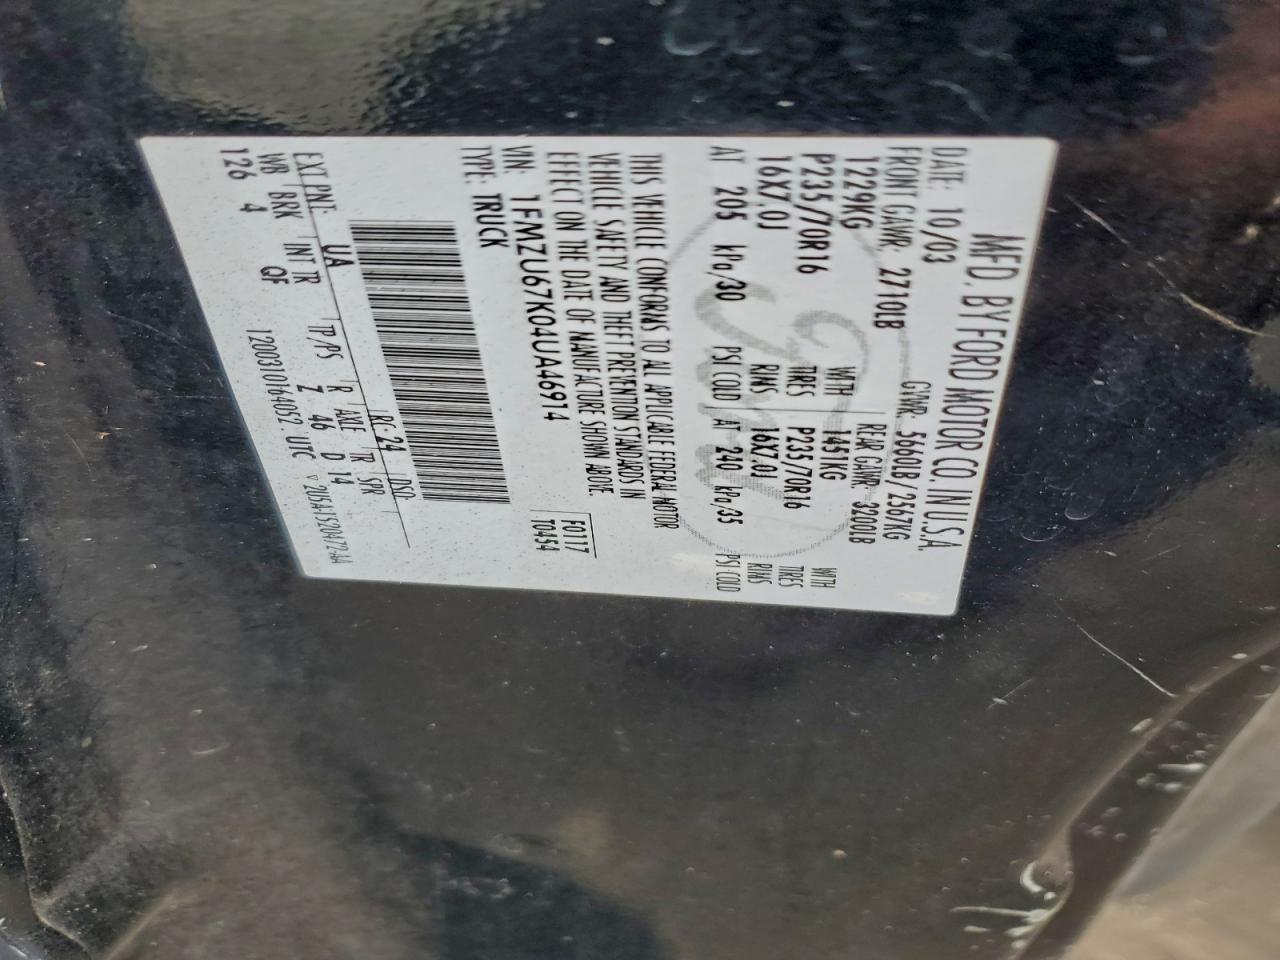 MFD. BY FORD MOTOR CO. IN U.S.A.
DATE: 10/03 GVWR: 5660LB/2567KG
FRONT GAWR: 2710LB REAR GAWR: 3200LB
1229KG WITH 1451KG WITH
P235/70R16 TIRES P235/70R16 TIRES
16X7.0J RIMS 16X7.0J RIMS
AT 205 kPa/30 PSI COLD AT 240 kPa/35 PSI COLD
THIS VEHICLE CONFORMS TO ALL APPLICABLE FEDERAL MOTOR
VEHICLE SAFETY AND THEFT PREVENTION STANDARDS IN
EFFECT ON THE DATE OF MANUFACTURE SHOWN ABOVE.
VIN: 1FMZU67K04UA46914 F0117
TYPE: TRUCK T0454
EXT PNT: UA RC: 24 DSO:
WB BRK INT TR TP/PS R AXLE TR SPR
126 4 QF Z 46 D 14
UTC